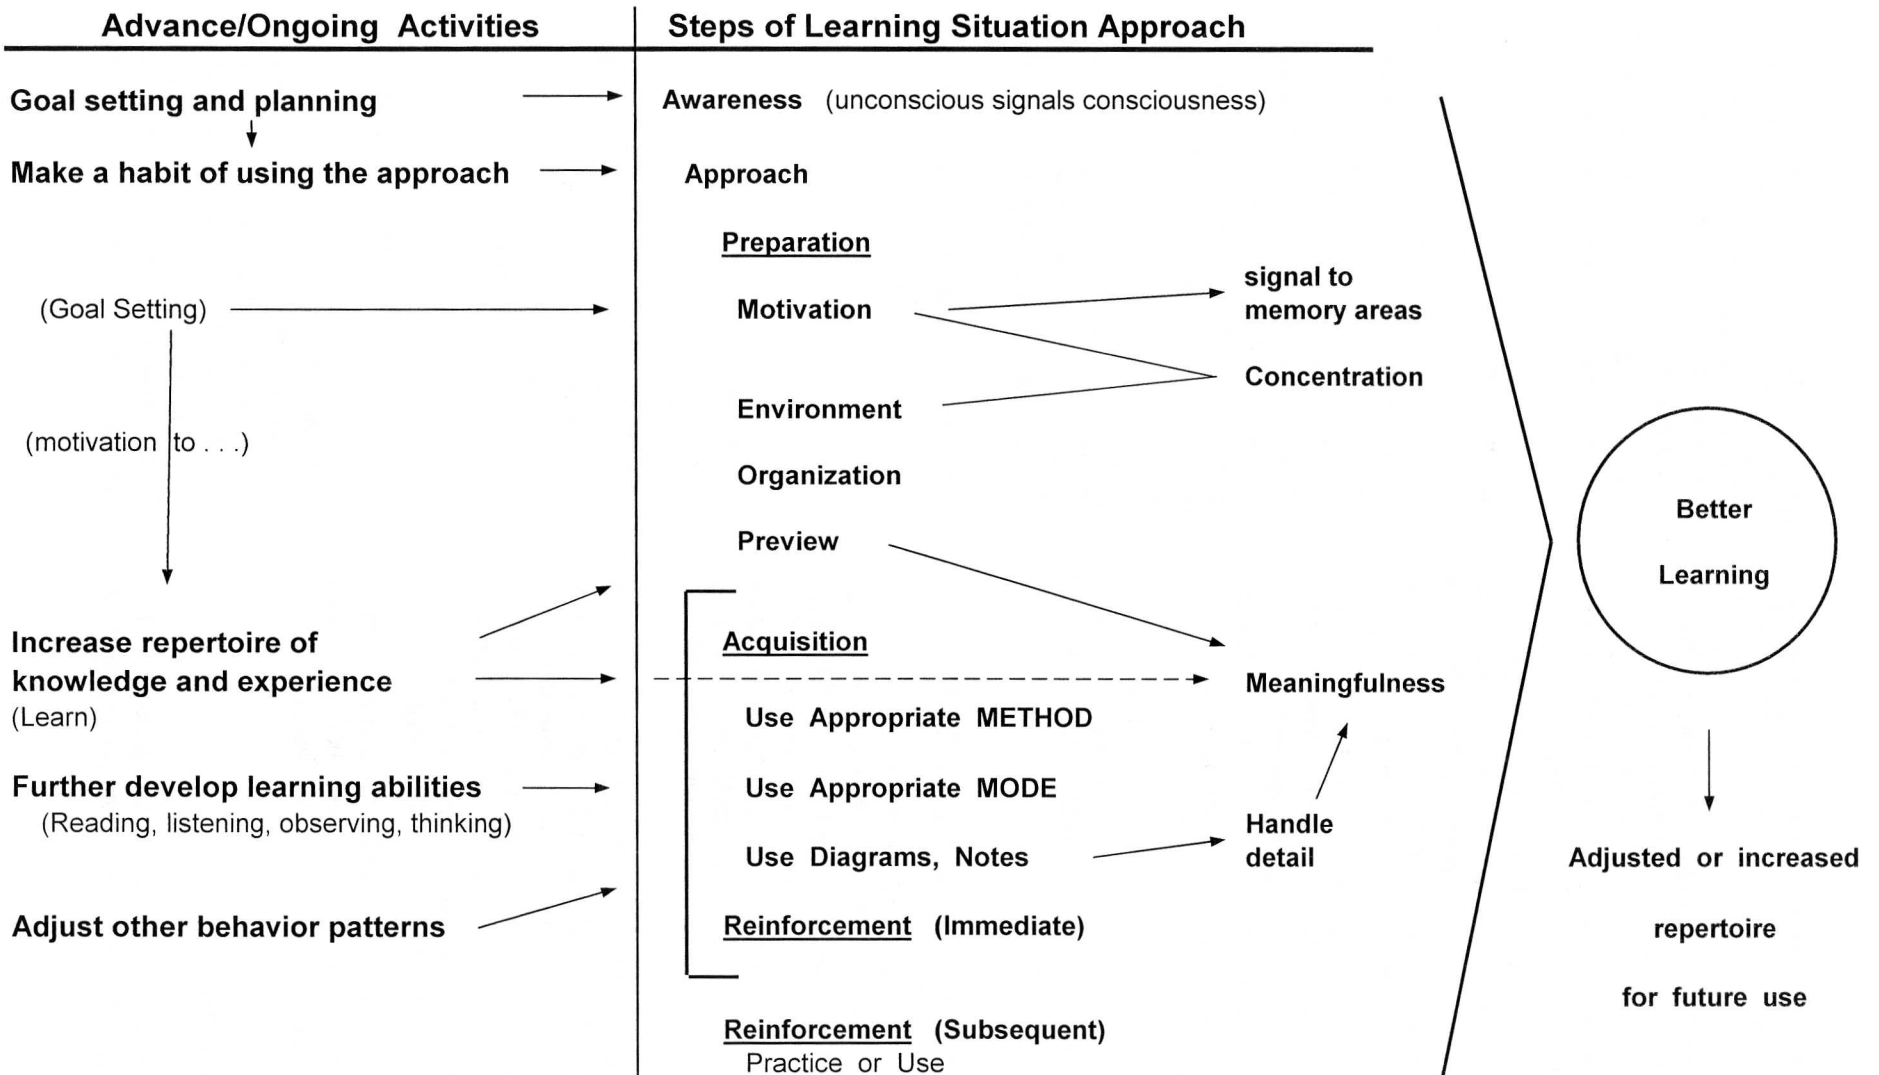 Advance/Ongoing Activities
Steps of Learning Situation Approach
Goal setting and planning
Awareness (unconscious signals consciousness)
Make a habit of using the approach
Approach
Preparation
(Goal Setting)
Motivation
signal to
memory areas
Concentration
Environment
(motivation to . . .)
Organization
Preview
Better
Learning
Increase repertoire of
knowledge and experience
(Learn)
Acquisition
Meaningfulness
Use Appropriate METHOD
Further develop learning abilities
(Reading, listening, observing, thinking)
Use Appropriate MODE
Use Diagrams, Notes
Handle
detail
Adjusted or increased
repertoire
for future use
Adjust other behavior patterns
Reinforcement (Immediate)
Reinforcement (Subsequent)
Practice or Use